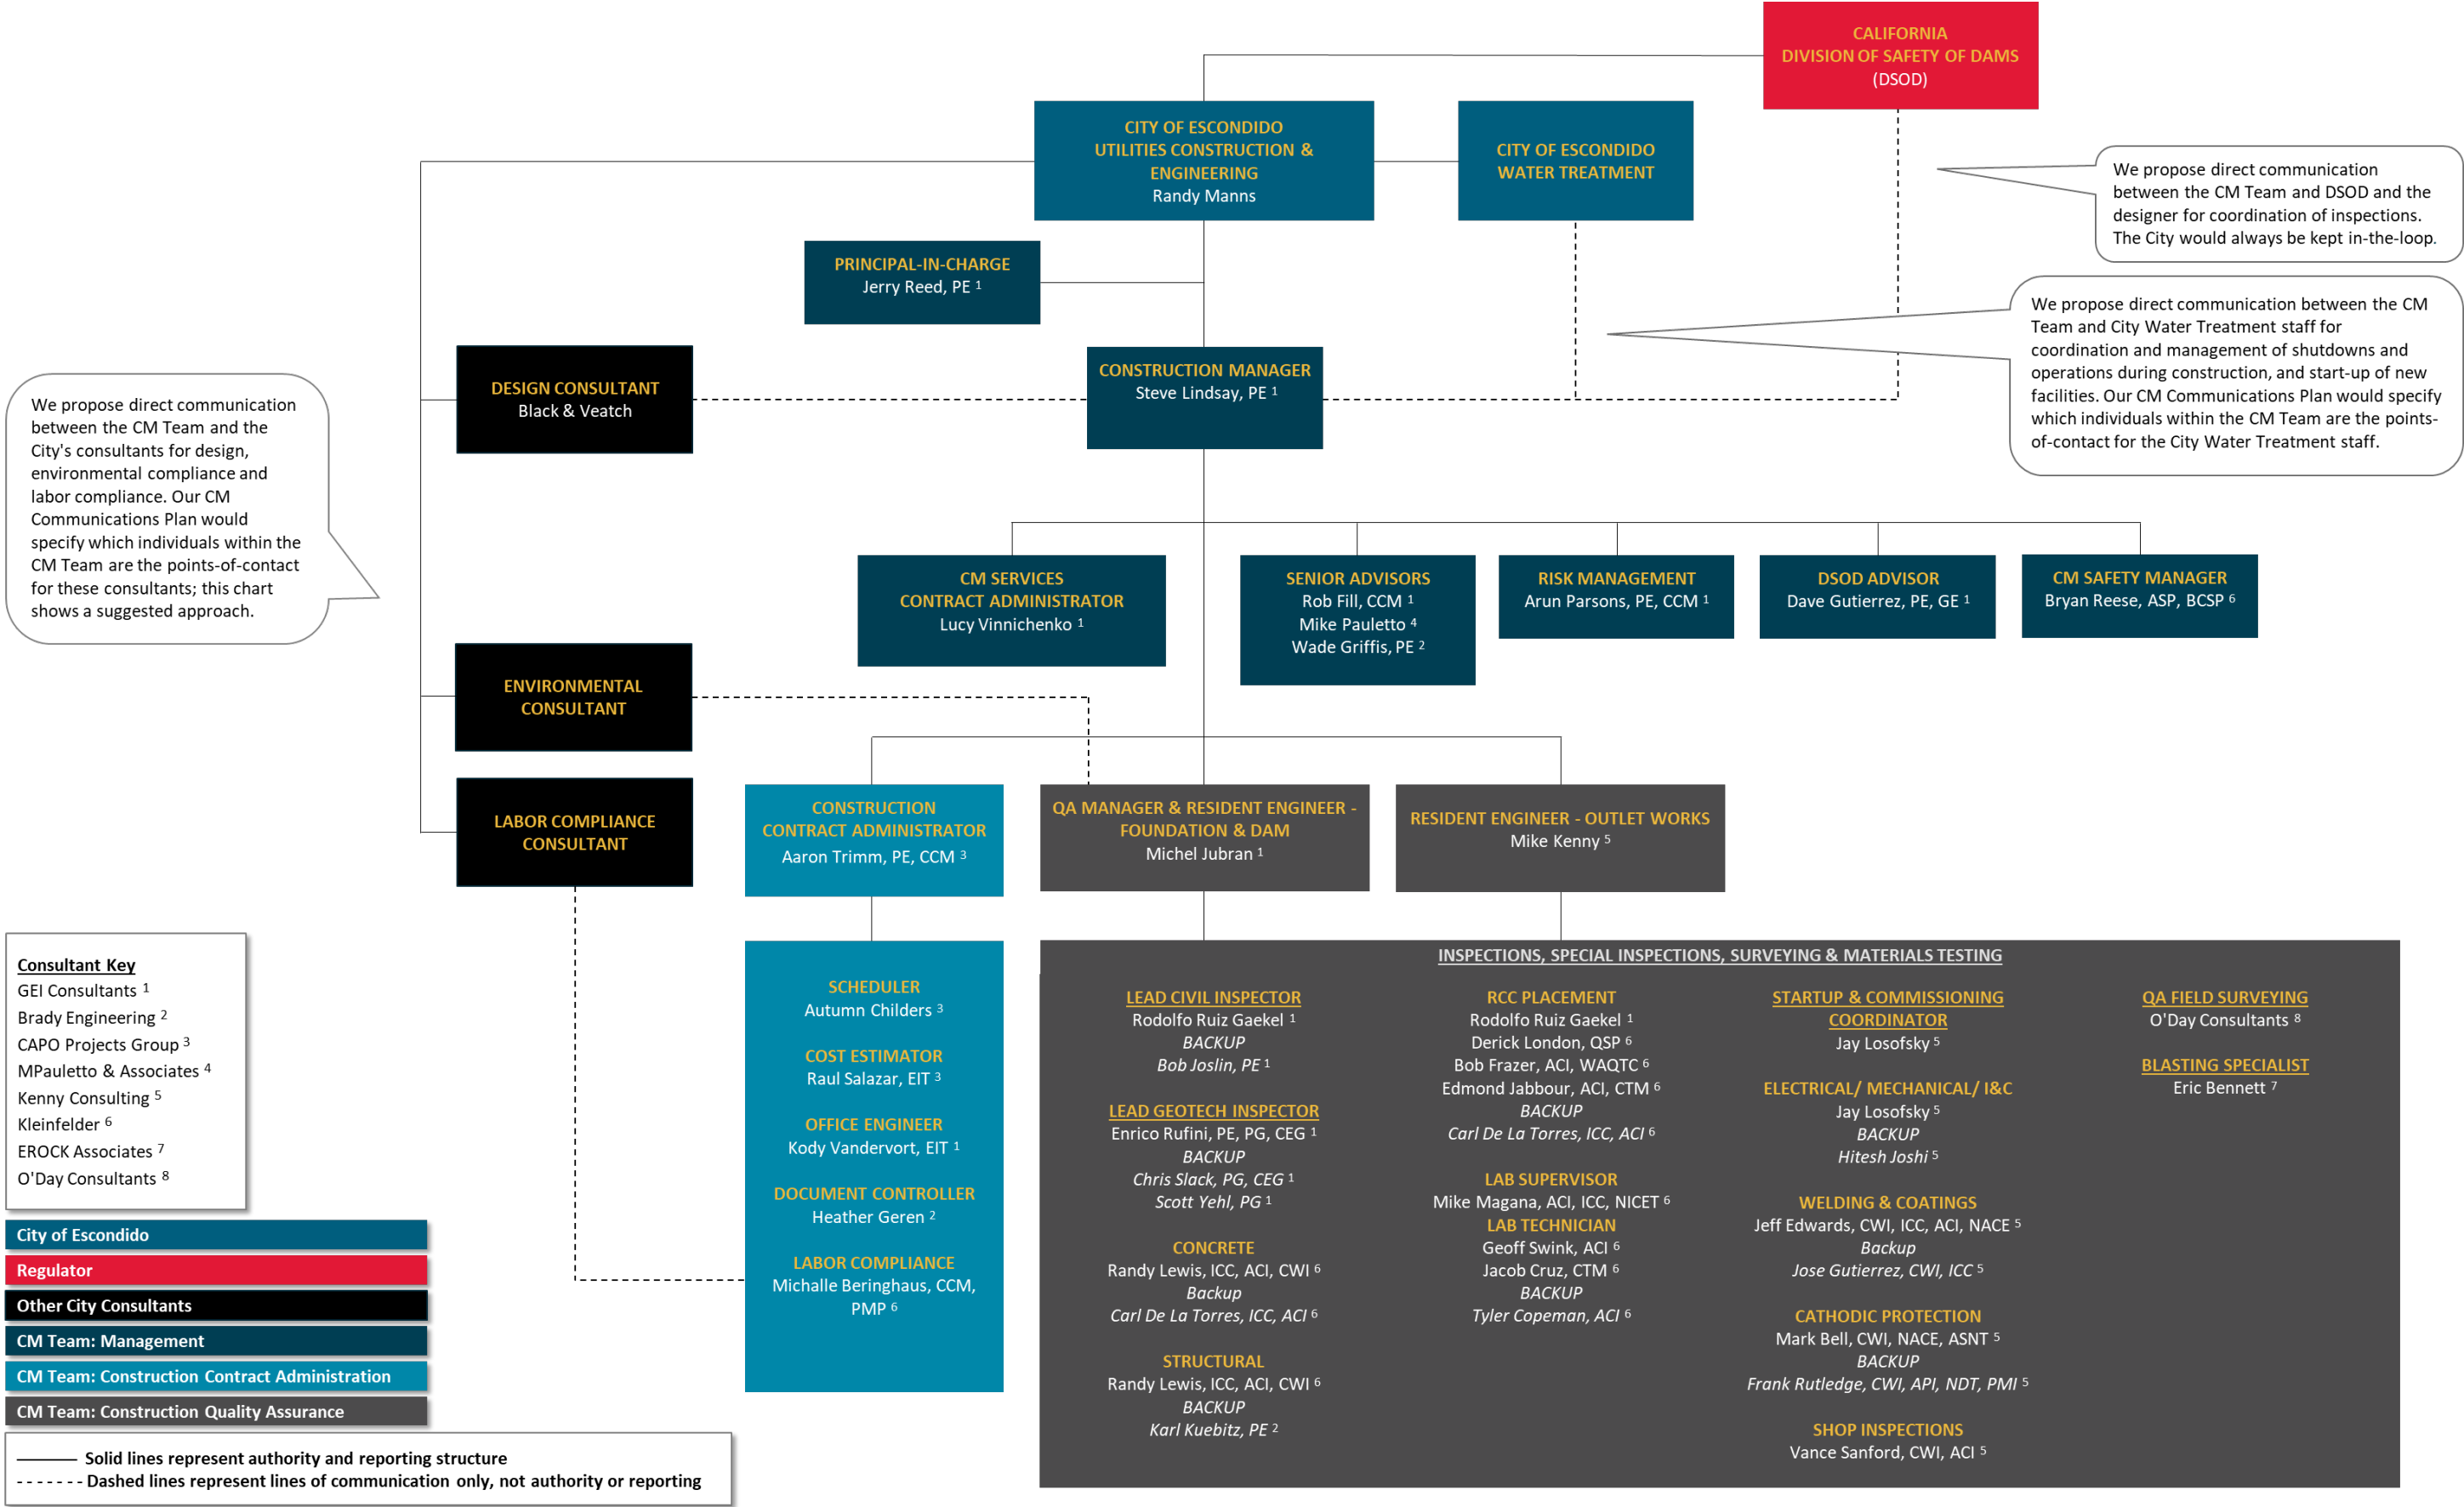 CALIFORNIA
DIVISION OF SAFETY OF DAMS
(DSOD)
CITY OF ESCONDIDO
UTILITIES CONSTRUCTION &
ENGINEERING
Randy Manns
CITY OF ESCONDIDO
WATER TREATMENT
We propose direct communication
between the CM Team and DSOD and the
designer for coordination of inspections.
The City would always be kept in-the-loop.
PRINCIPAL-IN-CHARGE
Jerry Reed, PE 1
We propose direct communication between the CM
Team and City Water Treatment staff for
coordination and management of shutdowns and
operations during construction, and start-up of new
facilities. Our CM Communications Plan would specify
which individuals within the CM Team are the points-
of-contact for the City Water Treatment staff.
DESIGN CONSULTANT
Black & Veatch
CONSTRUCTION MANAGER
Steve Lindsay, PE 1
We propose direct communication
between the CM Team and the
City's consultants for design,
environmental compliance and
labor compliance. Our CM
Communications Plan would
specify which individuals within the
CM Team are the points-of-contact
for these consultants; this chart
shows a suggested approach.
CM SERVICES
CONTRACT ADMINISTRATOR
Lucy Vinnichenko 1
SENIOR ADVISORS
Rob Fill, CCM 1
Mike Pauletto 4
Wade Griffis, PE 2
RISK MANAGEMENT
Arun Parsons, PE, CCM 1
DSOD ADVISOR
Dave Gutierrez, PE, GE 1
CM SAFETY MANAGER
Bryan Reese, ASP, BCSP 6
ENVIRONMENTAL
CONSULTANT
LABOR COMPLIANCE
CONSULTANT
CONSTRUCTION
CONTRACT ADMINISTRATOR
Aaron Trimm, PE, CCM 3
QA MANAGER & RESIDENT ENGINEER -
FOUNDATION & DAM
Michel Jubran 1
RESIDENT ENGINEER - OUTLET WORKS
Mike Kenny 5
SCHEDULER
Autumn Childers 3
COST ESTIMATOR
Raul Salazar, EIT 3
OFFICE ENGINEER
Kody Vandervort, EIT 1
DOCUMENT CONTROLLER
Heather Geren 2
LABOR COMPLIANCE
Michalle Beringhaus, CCM,
PMP 6
INSPECTIONS, SPECIAL INSPECTIONS, SURVEYING & MATERIALS TESTING
LEAD CIVIL INSPECTOR
Rodolfo Ruiz Gaekel 1
BACKUP
Bob Joslin, PE 1
LEAD GEOTECH INSPECTOR
Enrico Rufini, PE, PG, CEG 1
BACKUP
Chris Slack, PG, CEG 1
Scott Yehl, PG 1
CONCRETE
Randy Lewis, ICC, ACI, CWI 6
Backup
Carl De La Torres, ICC, ACI 6
STRUCTURAL
Randy Lewis, ICC, ACI, CWI 6
BACKUP
Karl Kuebitz, PE 2
RCC PLACEMENT
Rodolfo Ruiz Gaekel 1
Derick London, QSP 6
Bob Frazer, ACI, WAQTC 6
Edmond Jabbour, ACI, CTM 6
BACKUP
Carl De La Torres, ICC, ACI 6
LAB SUPERVISOR
Mike Magana, ACI, ICC, NICET 6
LAB TECHNICIAN
Geoff Swink, ACI 6
Jacob Cruz, CTM 6
BACKUP
Tyler Copeman, ACI 6
STARTUP & COMMISSIONING
COORDINATOR
Jay Losofsky 5
ELECTRICAL/ MECHANICAL/ I&C
Jay Losofsky 5
BACKUP
Hitesh Joshi 5
WELDING & COATINGS
Jeff Edwards, CWI, ICC, ACI, NACE 5
Backup
Jose Gutierrez, CWI, ICC 5
CATHODIC PROTECTION
Mark Bell, CWI, NACE, ASNT 5
BACKUP
Frank Rutledge, CWI, API, NDT, PMI 5
SHOP INSPECTIONS
Vance Sanford, CWI, ACI 5
QA FIELD SURVEYING
O'Day Consultants 8
BLASTING SPECIALIST
Eric Bennett 7
Consultant Key
GEI Consultants 1
Brady Engineering 2
CAPO Projects Group 3
MPauletto & Associates 4
Kenny Consulting 5
Kleinfelder 6
EROCK Associates 7
O'Day Consultants 8
City of Escondido
Regulator
Other City Consultants
CM Team: Management
CM Team: Construction Contract Administration
CM Team: Construction Quality Assurance
Solid lines represent authority and reporting structure
Dashed lines represent lines of communication only, not authority or reporting